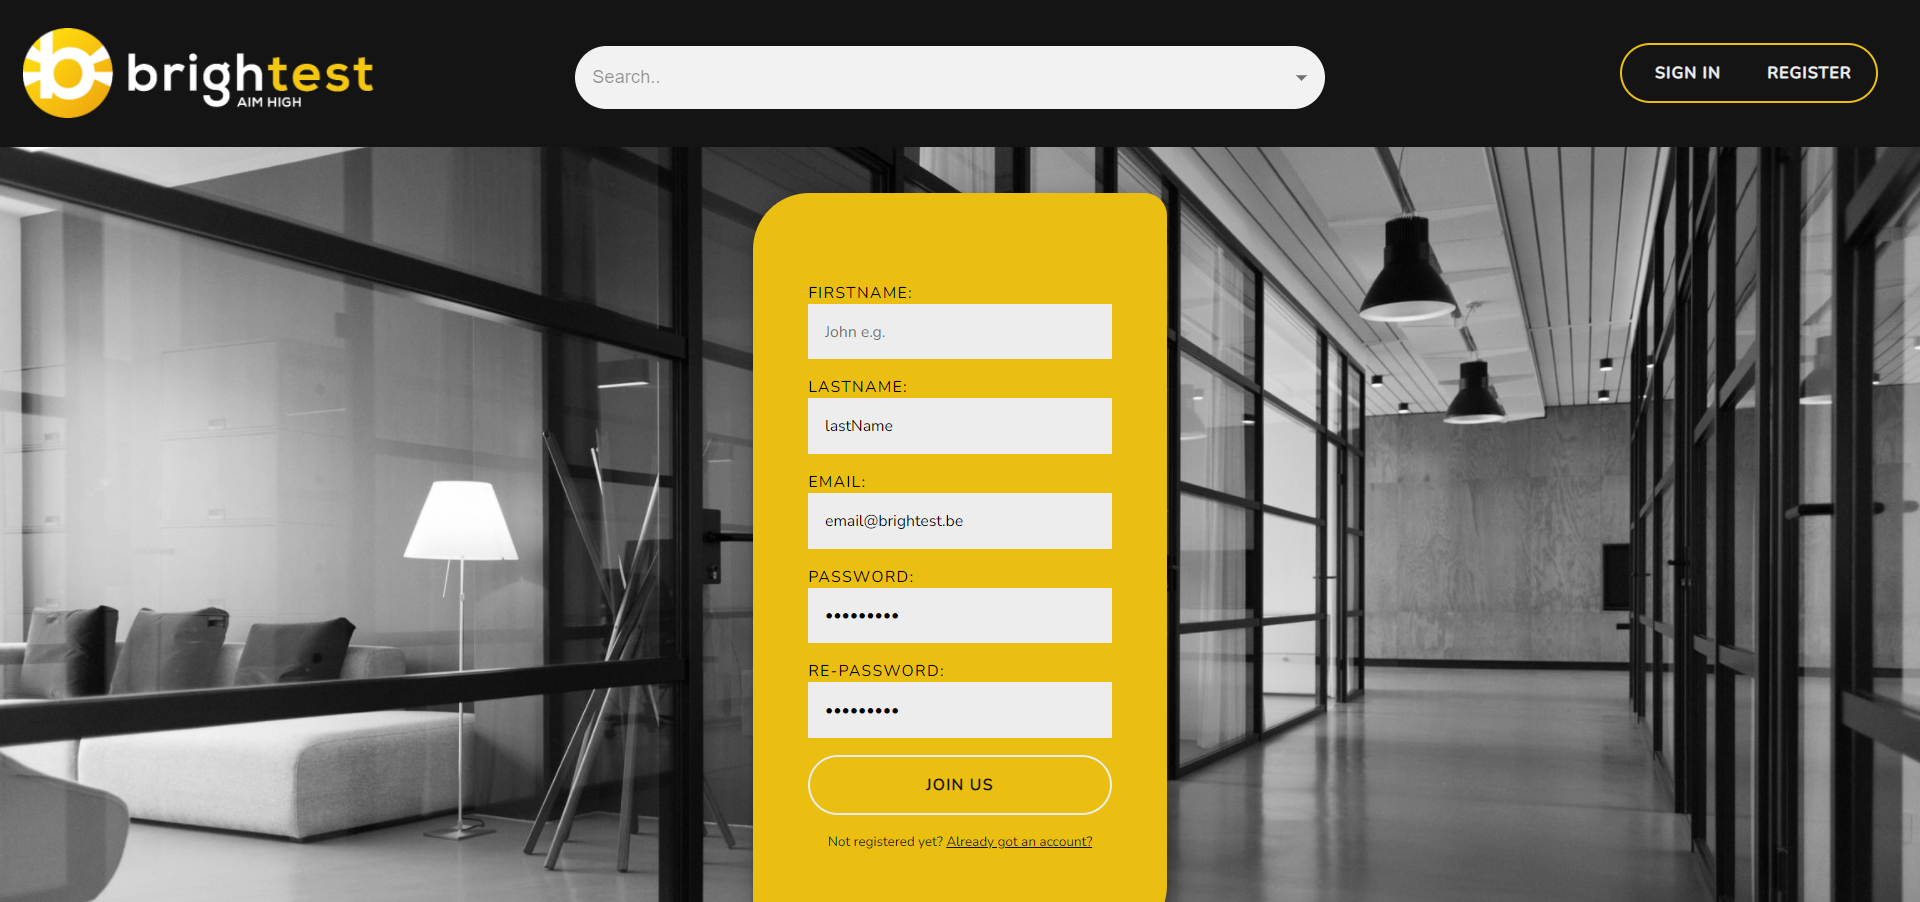 brightest
AIM HIGH
Search..
SIGN IN
REGISTER
FIRSTNAME:
John e.g.
LASTNAME:
lastName
EMAIL:
email@brightest.be
PASSWORD:
•••••••••
RE-PASSWORD:
•••••••••
JOIN US
Not registered yet? Already got an account?